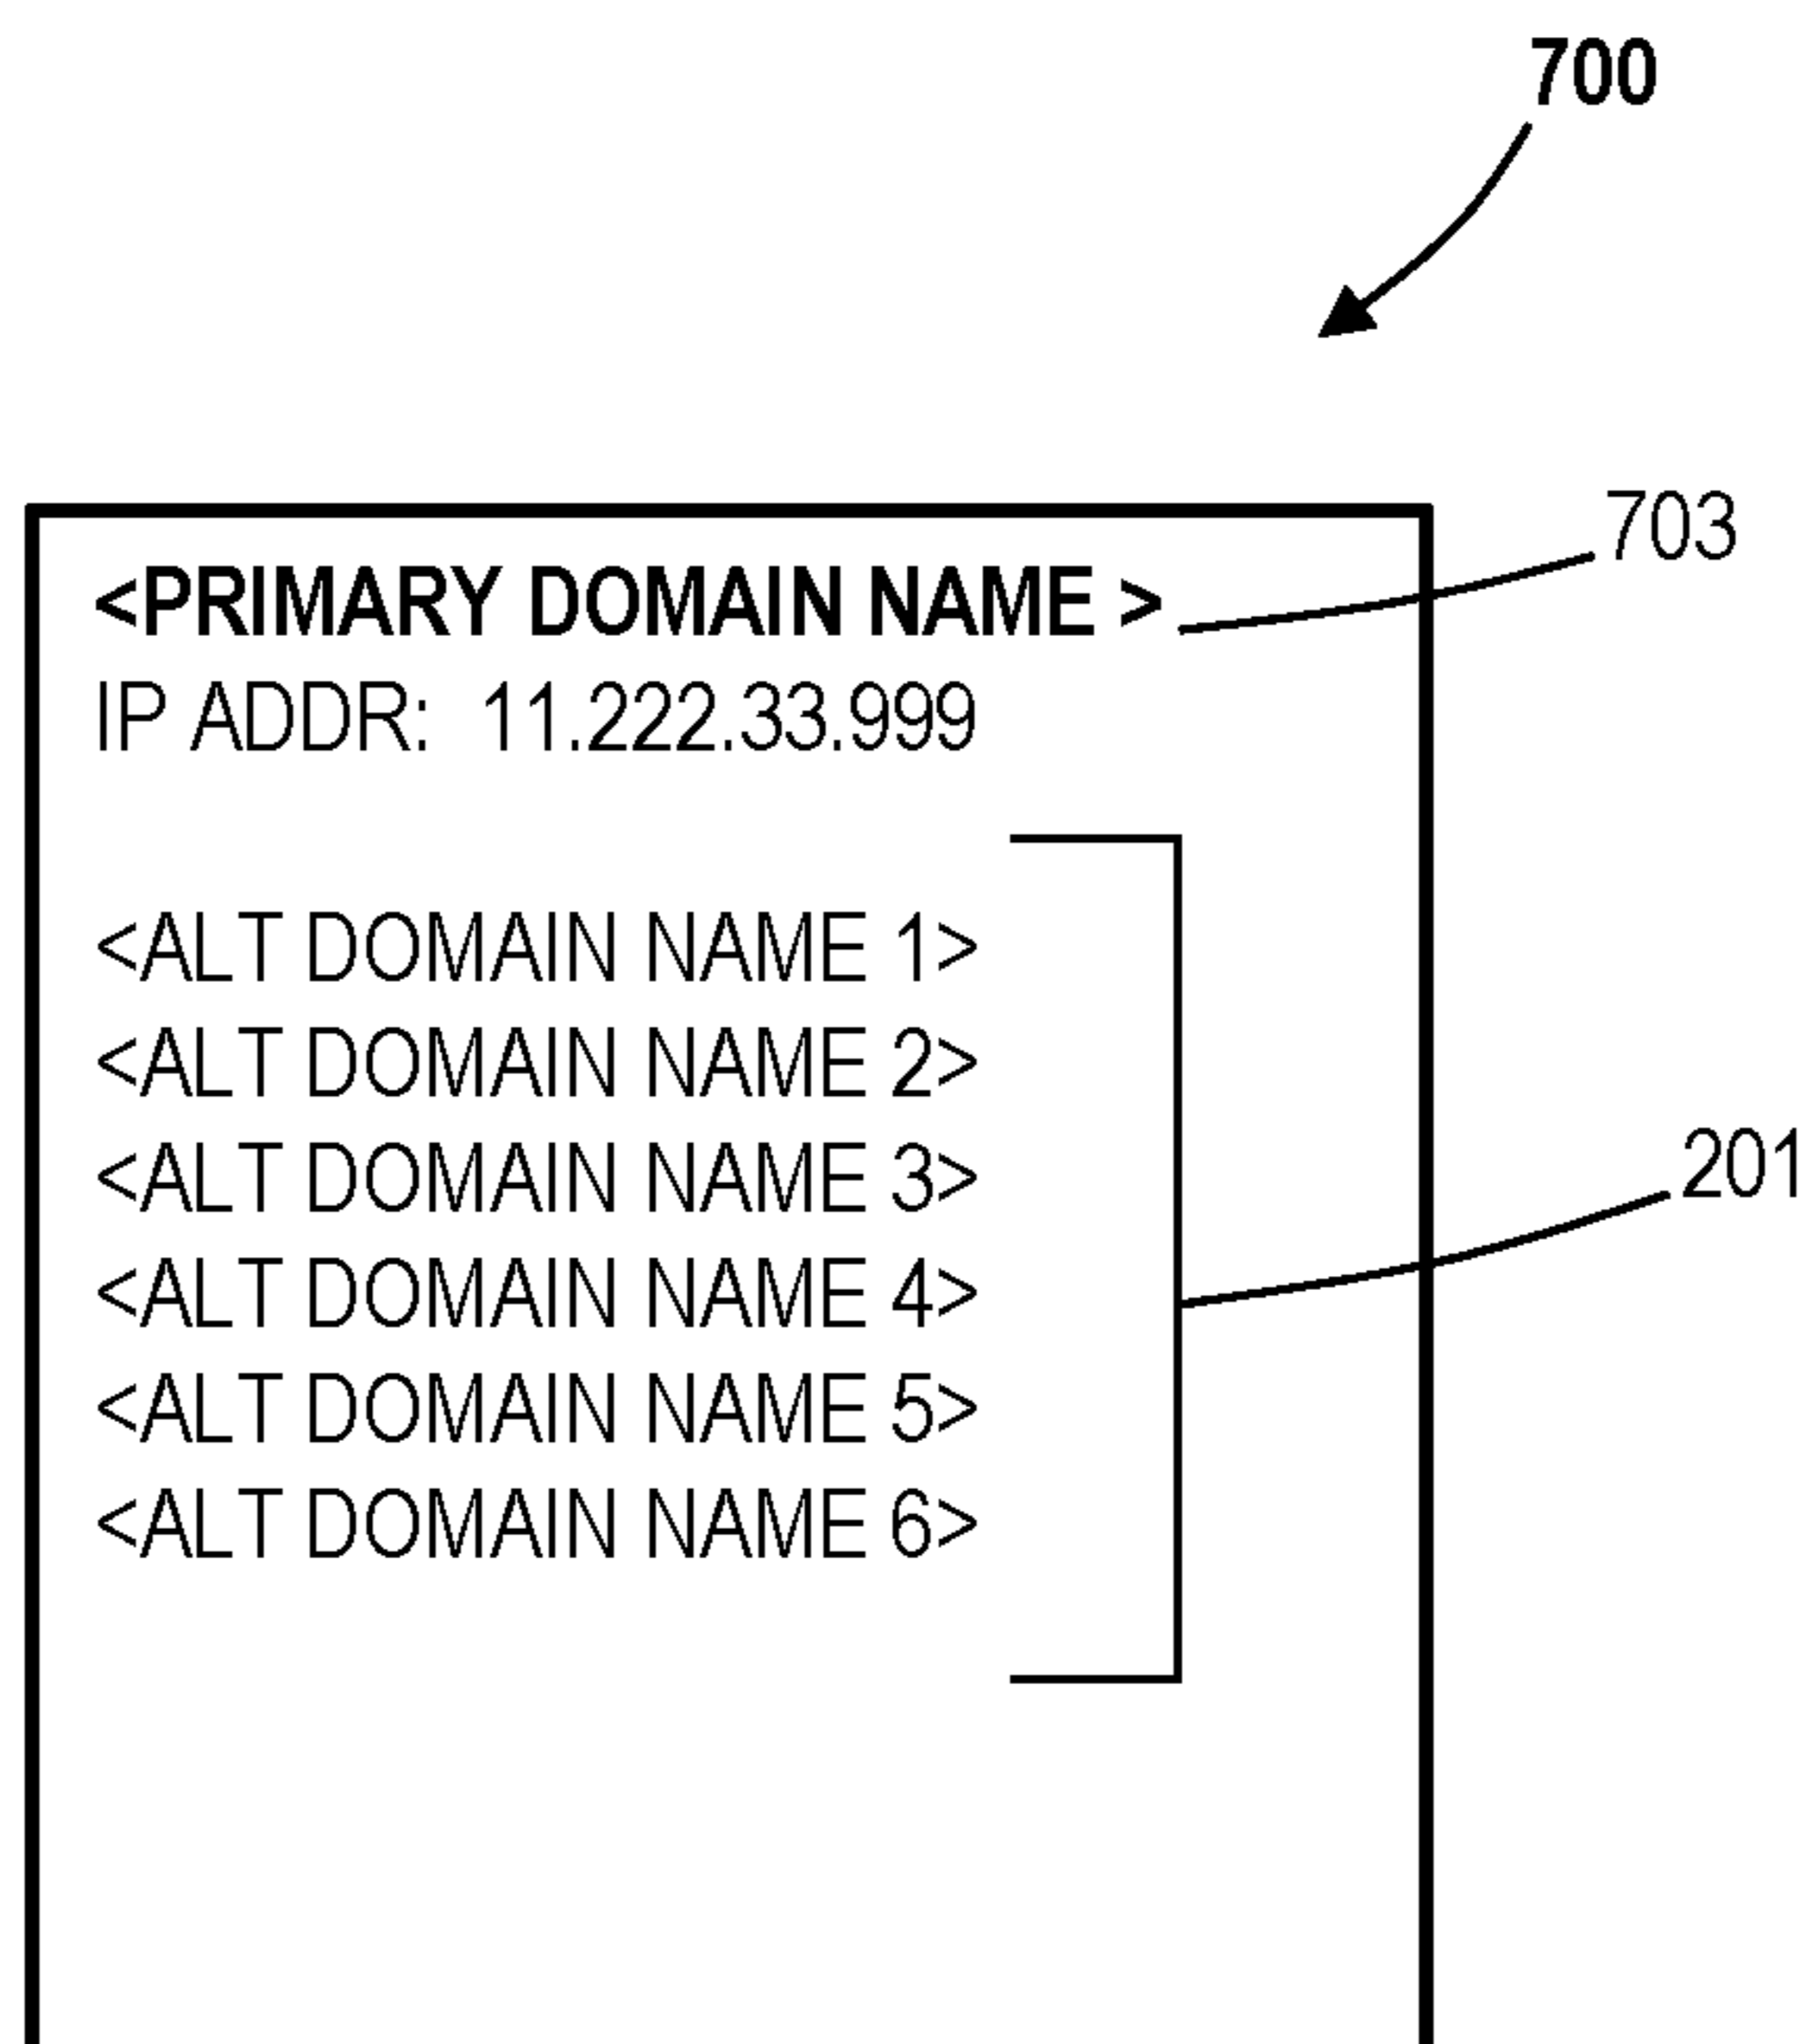 700
703
<PRIMARY DOMAIN NAME >
IP ADDR: 11.222.33.999
<ALT DOMAIN NAME 1>
<ALT DOMAIN NAME 2>
<ALT DOMAIN NAME 3>
201
<ALT DOMAIN NAME 4>
<ALT DOMAIN NAME 5>
<ALT DOMAIN NAME 6>